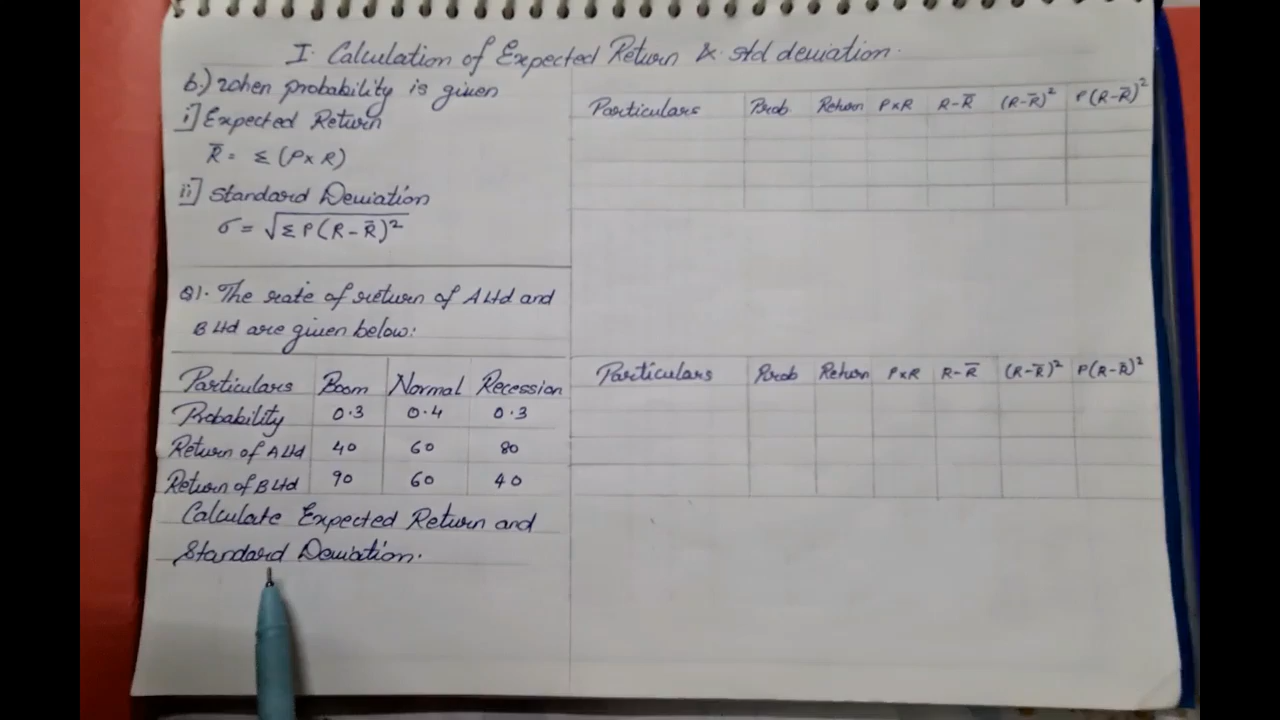 I. Calculation of Expected Return & std deviation.
b.) when probability is given
i] Expected Return
R̅ = Σ (P×R)
ii] Standard Deviation
σ = √Σ P(R-R̅)²
Q1. The rate of return of A Ltd and
B Ltd are given below:
Particulars Boom Normal Recession
Probability 0.3 0.4 0.3
Return of A Ltd 40 60 80
Return of B Ltd 90 60 40
Calculate Expected Return and
Standard Deviation.
Particulars Prob Return P×R R-R̅ (R-R̅)² P(R-R̅)²
Particulars Prob Return P×R R-R̅ (R-R̅)² P(R-R̅)²